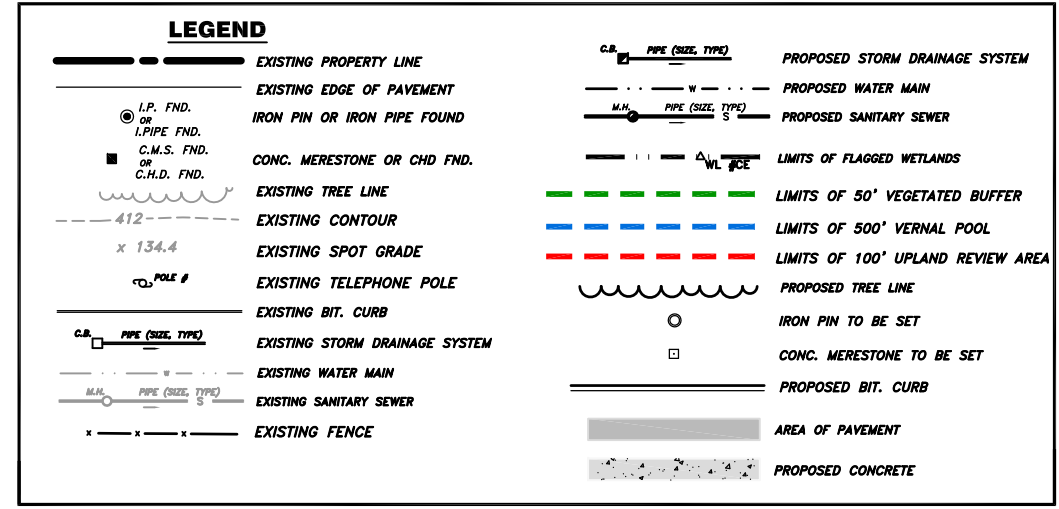 LEGEND
EXISTING PROPERTY LINE
EXISTING EDGE OF PAVEMENT
I.P. FND.
OR
I.PIPE FND.
IRON PIN OR IRON PIPE FOUND
C.M.S. FND.
OR
C.H.D. FND.
CONC. MERESTONE OR CHD FND.
EXISTING TREE LINE
412
EXISTING CONTOUR
x 134.4
EXISTING SPOT GRADE
POLE #
EXISTING TELEPHONE POLE
EXISTING BIT. CURB
C.B. PIPE (SIZE, TYPE)
EXISTING STORM DRAINAGE SYSTEM
W
EXISTING WATER MAIN
M.H. PIPE (SIZE, TYPE) S
EXISTING SANITARY SEWER
x x x
EXISTING FENCE
C.B. PIPE (SIZE, TYPE)
PROPOSED STORM DRAINAGE SYSTEM
W
PROPOSED WATER MAIN
M.H. PIPE (SIZE, TYPE) S
PROPOSED SANITARY SEWER
WL #CE
LIMITS OF FLAGGED WETLANDS
LIMITS OF 50' VEGETATED BUFFER
LIMITS OF 500' VERNAL POOL
LIMITS OF 100' UPLAND REVIEW AREA
PROPOSED TREE LINE
IRON PIN TO BE SET
CONC. MERESTONE TO BE SET
PROPOSED BIT. CURB
AREA OF PAVEMENT
PROPOSED CONCRETE